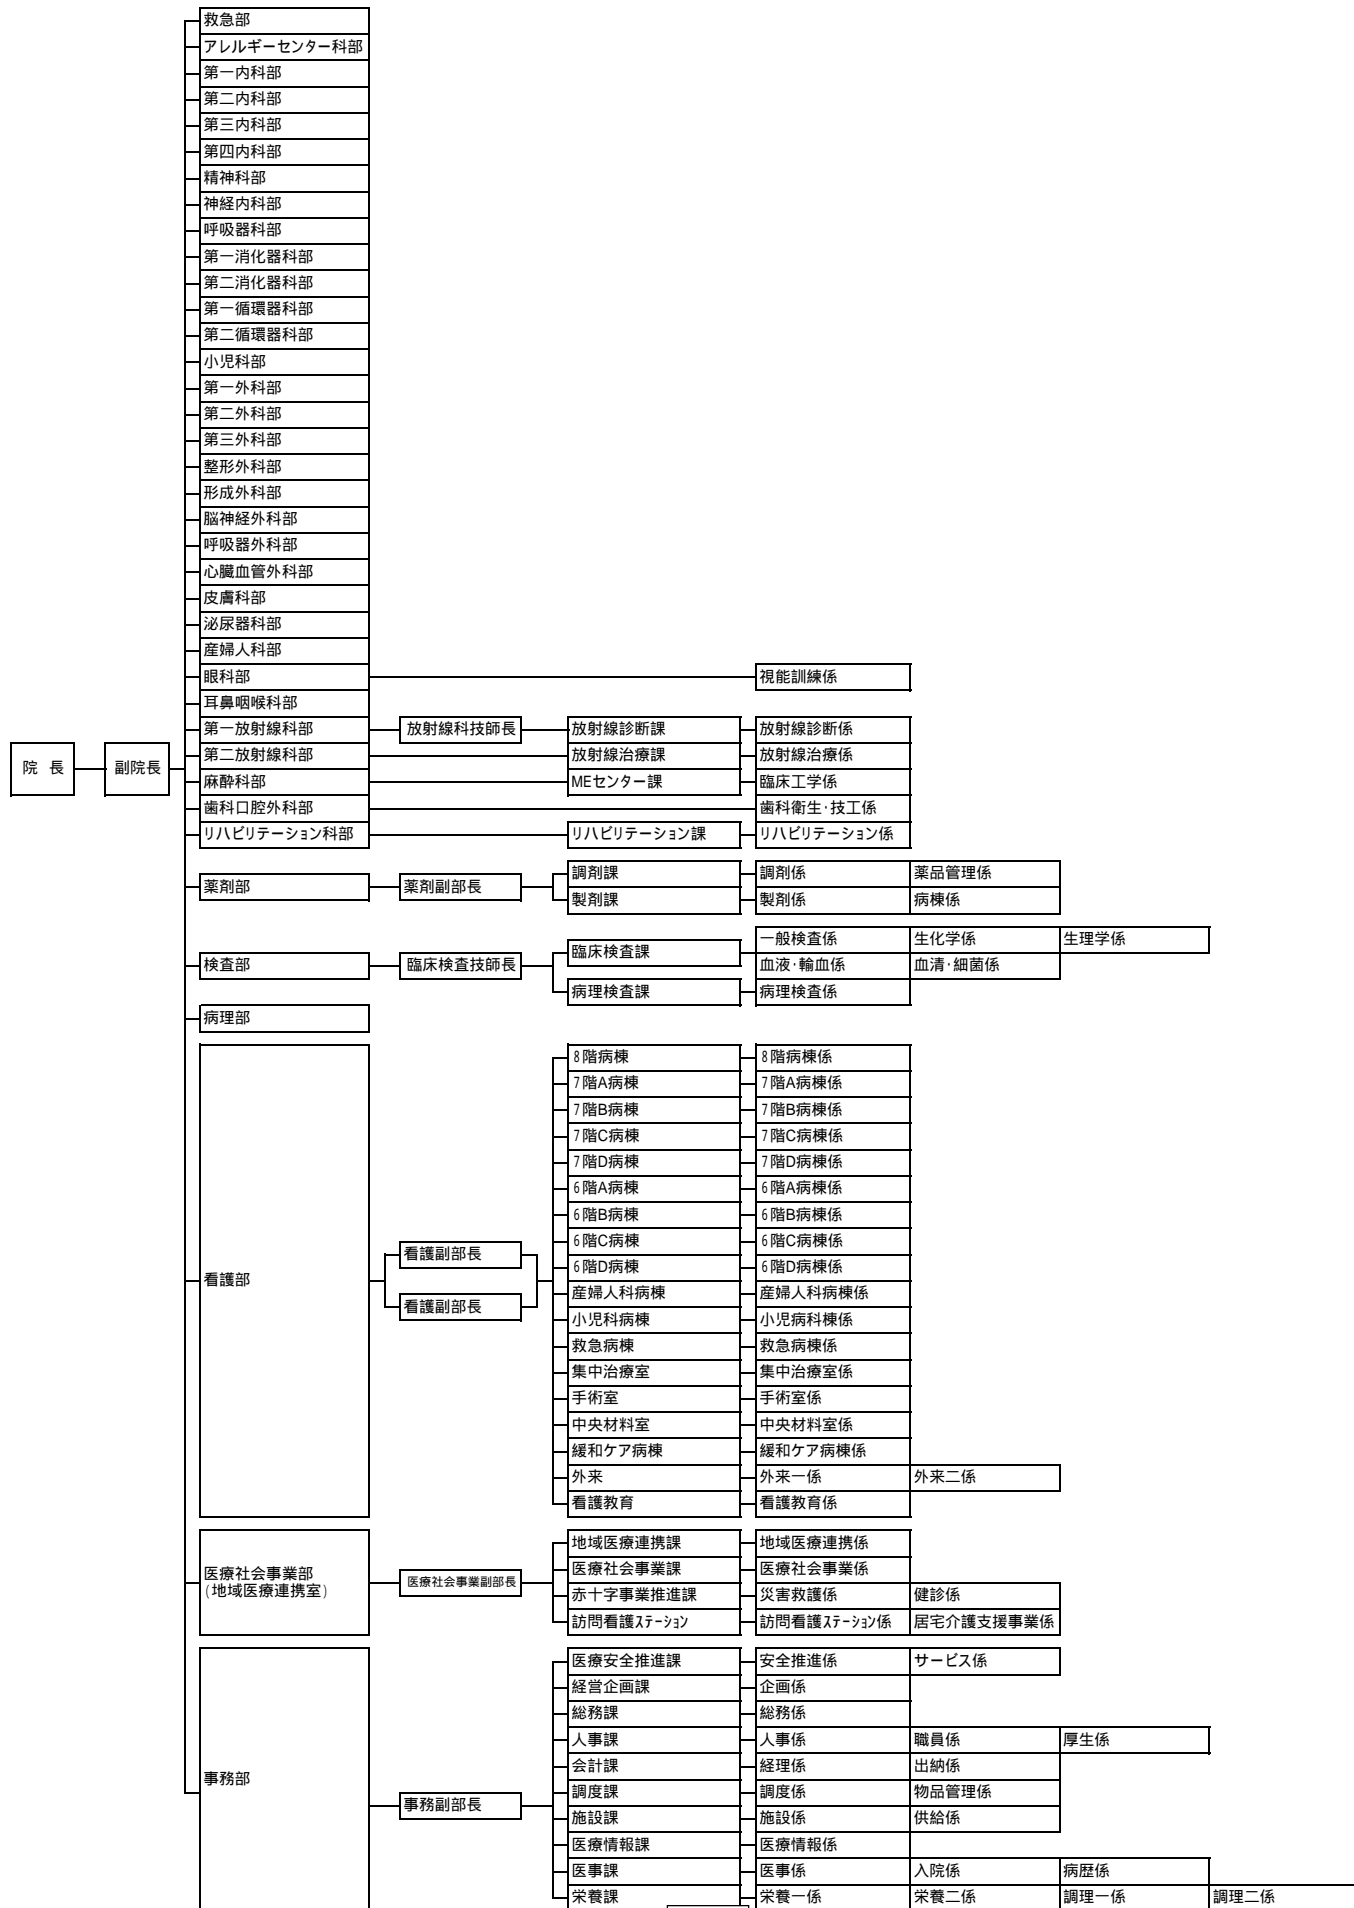 救急部
アレルギーセンター科部
第一内科部
第二内科部
第三内科部
第四内科部
精神科部
神経内科部
呼吸器科部
第一消化器科部
第二消化器科部
第一循環器科部
第二循環器科部
小児科部
第一外科部
第二外科部
第三外科部
整形外科部
形成外科部
脳神経外科部
呼吸器外科部
心臓血管外科部
皮膚科部
泌尿器科部
産婦人科部
眼科部 視能訓練係
耳鼻咽喉科部
第一放射線科部 放射線科技師長 放射線診断課 放射線診断係
院 長 副院長 第二放射線科部 放射線治療課 放射線治療係
麻酔科部 MEセンター課 臨床工学係
歯科口腔外科部 歯科衛生・技工係
リハビリテーション科部 リハビリテーション課 リハビリテーション係
薬剤部 薬剤副部長 調剤課 調剤係 薬品管理係
製剤課 製剤係 病棟係
検査部 臨床検査技師長 臨床検査課 一般検査係 生化学係 生理学係
血液・輸血係 血清・細菌係
病理検査課 病理検査係
病理部
看護部 看護副部長 看護副部長
8階病棟 8階病棟係
7階A病棟 7階A病棟係
7階B病棟 7階B病棟係
7階C病棟 7階C病棟係
7階D病棟 7階D病棟係
6階A病棟 6階A病棟係
6階B病棟 6階B病棟係
6階C病棟 6階C病棟係
6階D病棟 6階D病棟係
産婦人科病棟 産婦人科病棟係
小児科病棟 小児病科棟係
救急病棟 救急病棟係
集中治療室 集中治療室係
手術室 手術室係
中央材料室 中央材料室係
緩和ケア病棟 緩和ケア病棟係
外来 外来一係 外来二係
看護教育 看護教育係
医療社会事業部
(地域医療連携室) 医療社会事業副部長
地域医療連携課 地域医療連携係
医療社会事業課 医療社会事業係
赤十字事業推進課 災害救護係 健診係
訪問看護ステーション 訪問看護ステーション係 居宅介護支援事業係
事務部 事務副部長
医療安全推進課 安全推進係 サービス係
経営企画課 企画係
総務課 総務係
人事課 人事係 職員係 厚生係
会計課 経理係 出納係
調度課 調度係 物品管理係
施設課 施設係 供給係
医療情報課 医療情報係
医事課 医事係 入院係 病歴係
栄養課 栄養一係 栄養二係 調理一係 調理二係